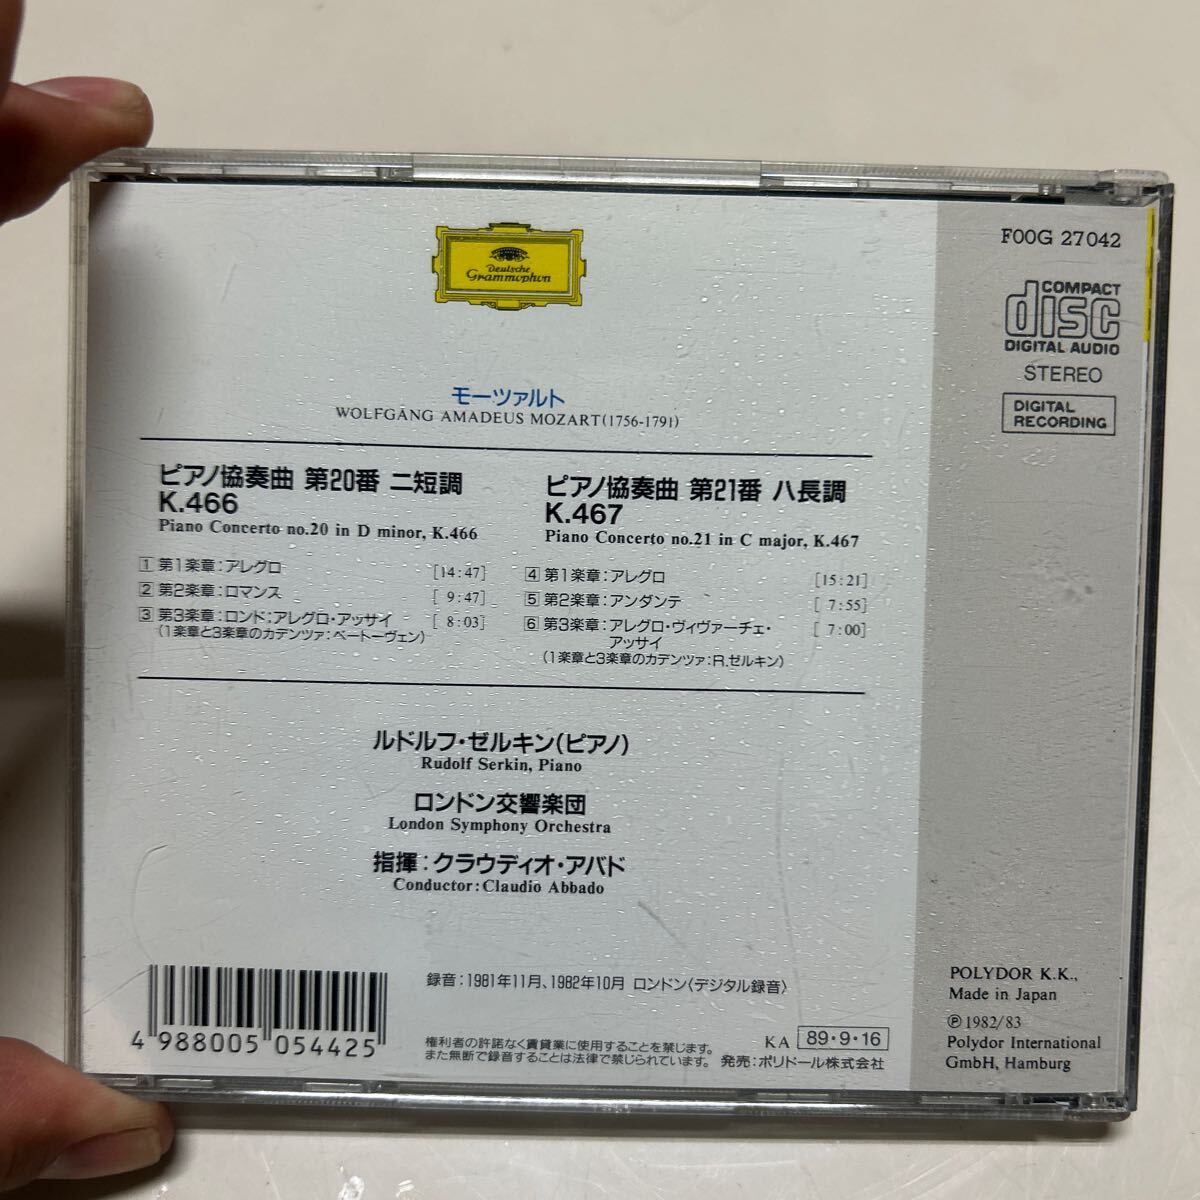 Deutsche
Grammophon
モーツァルト
WOLFGANG AMADEUS MOZART(1756-1791)
ピアノ協奏曲 第20番 ニ短調
K.466
Piano Concerto no.20 in D minor, K.466
1 第1楽章:アレグロ [14:47]
2 第2楽章:ロマンス [ 9:47]
3 第3楽章:ロンド:アレグロ・アッサイ [ 8:03]
(1楽章と3楽章のカデンツァ:ベートーヴェン)
ピアノ協奏曲 第21番 ハ長調
K.467
Piano Concerto no.21 in C major, K.467
4 第1楽章:アレグロ [15:21]
5 第2楽章:アンダンテ [ 7:55]
6 第3楽章:アレグロ・ヴィヴァーチェ・ [ 7:00]
アッサイ
(1楽章と3楽章のカデンツァ:R.ゼルキン)
ルドルフ・ゼルキン(ピアノ)
Rudolf Serkin, Piano
ロンドン交響楽団
London Symphony Orchestra
指揮:クラウディオ・アバド
Conductor:Claudio Abbado
録音:1981年11月、1982年10月 ロンドン〈デジタル録音〉
4 988005 054425
権利者の許諾なく賃貸業に使用することを禁じます。
また無断で録音することは法律で禁じられています。
KA 89・9・16
発売:ポリドール株式会社
F00G 27042
COMPACT
disc
DIGITAL AUDIO
STEREO
DIGITAL
RECORDING
POLYDOR K.K.,
Made in Japan
℗1982/83
Polydor International
GmbH, Hamburg